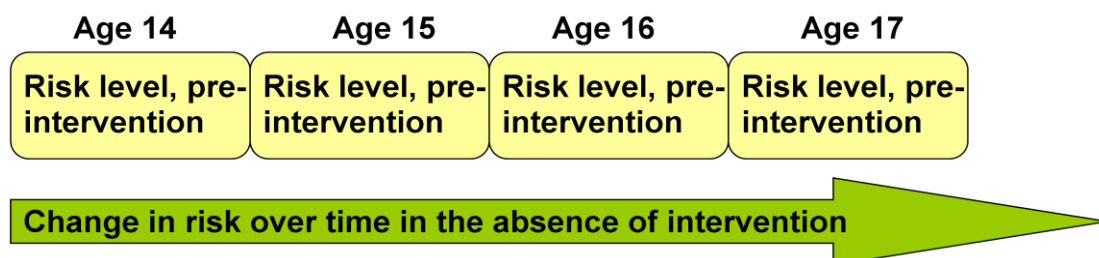 Age 14 Age 15 Age 16 Age 17
Risk level, pre- Risk level, pre- Risk level, pre- Risk level, pre-
intervention intervention intervention intervention
Change in risk over time in the absence of intervention